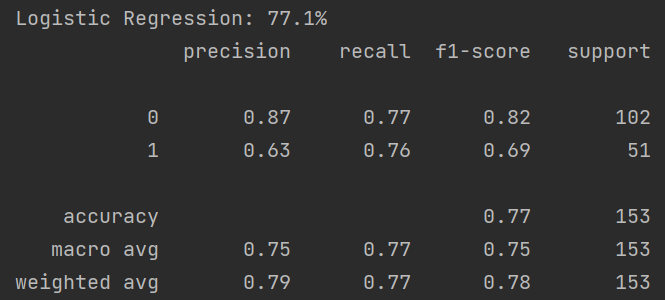 Logistic Regression: 77.1%
precision recall f1-score support
0 0.87 0.77 0.82 102
1 0.63 0.76 0.69 51
accuracy 0.77 153
macro avg 0.75 0.77 0.75 153
weighted avg 0.79 0.77 0.78 153